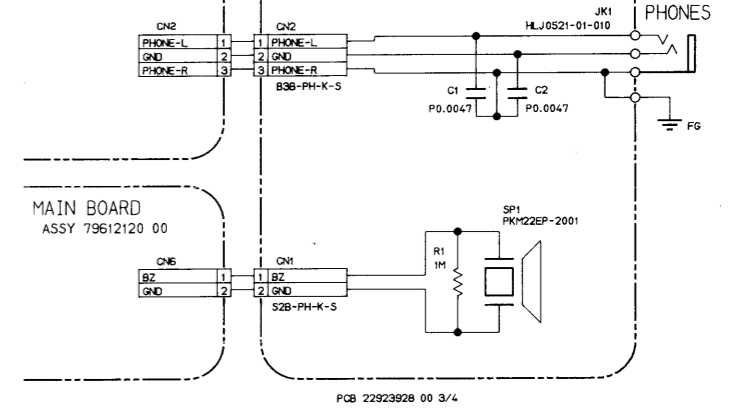 JK1
HLJ0521-01-010
PHONES
CN2
CN2
PHONE-L 1 1 PHONE-L
GND 2 2 GND
PHONE-R 3 3 PHONE-R
B3B-PH-K-S
C1
P0.0047
C2
P0.0047
FG
MAIN BOARD
ASSY 79612120 00
SP1
PKM22EP-2001
R1
1M
CN6
CN1
BZ 1 1 BZ
GND 2 2 GND
S2B-PH-K-S
PCB 22923928 00 3/4